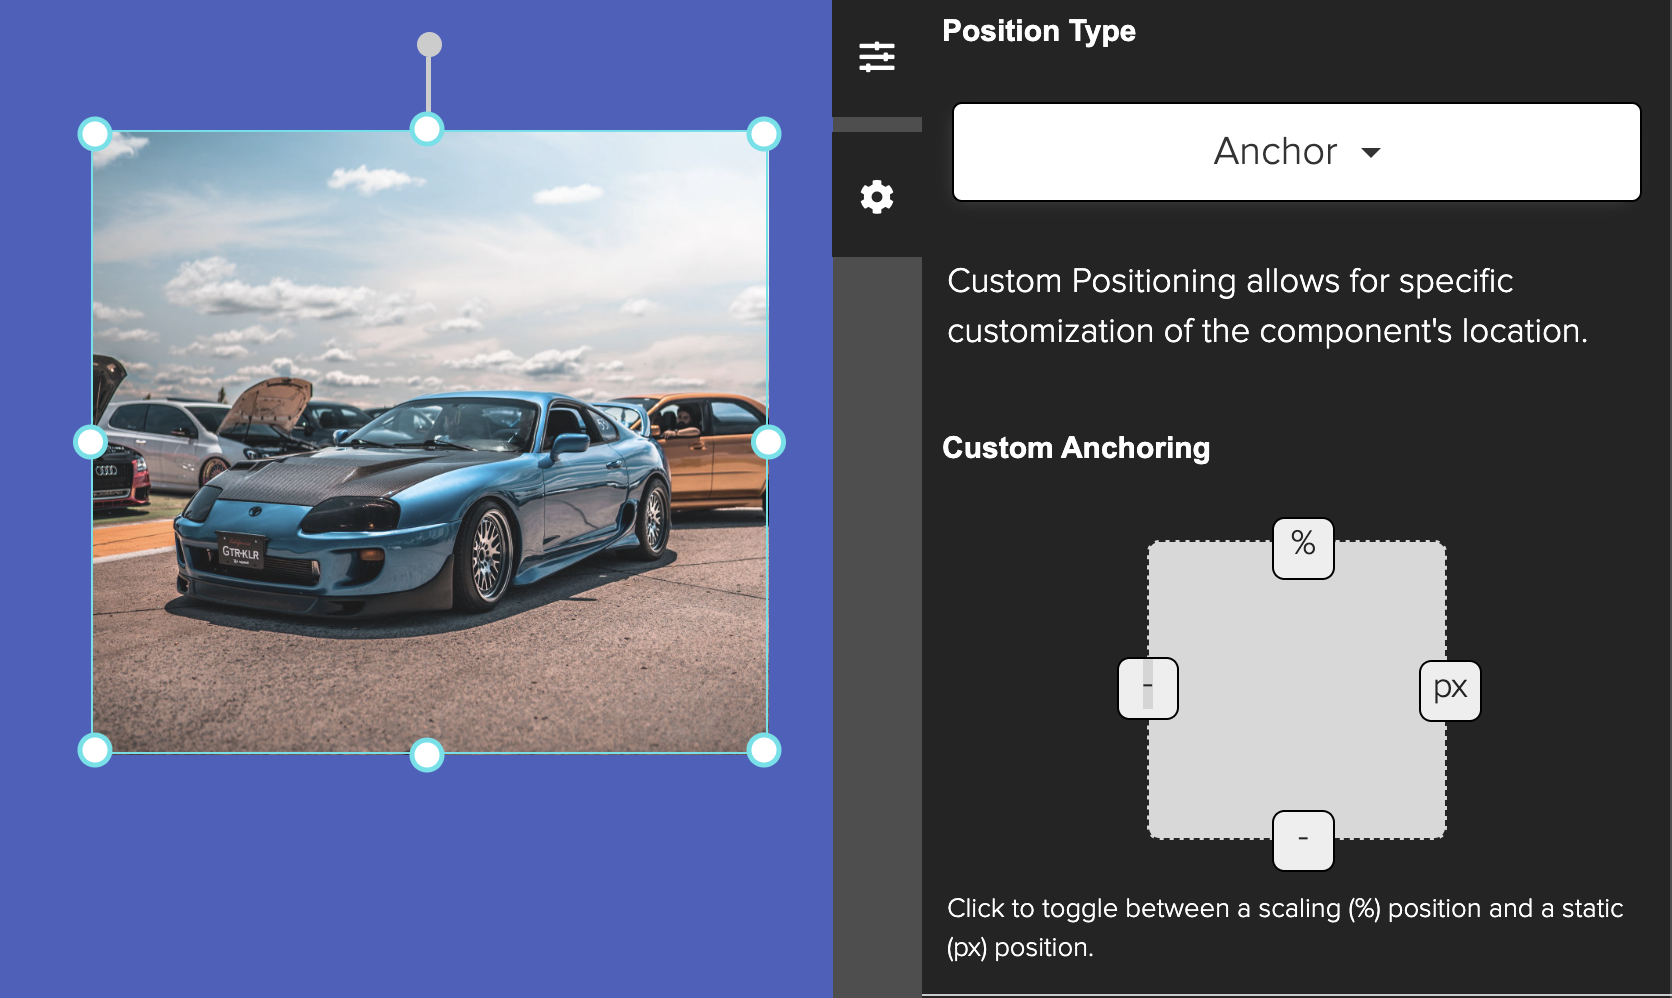 Position Type
Anchor
Custom Positioning allows for specific
customization of the component's location.
Custom Anchoring
%
-
px
-
Click to toggle between a scaling (%) position and a static
(px) position.
GTR-KLR